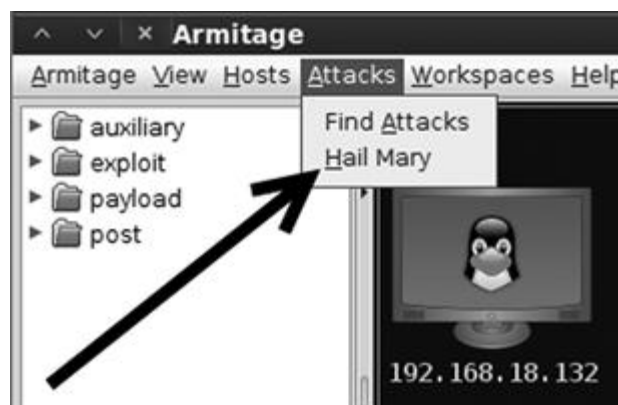 Armitage
Armitage View Hosts Attacks Workspaces Help
Find Attacks
Hail Mary
auxiliary
exploit
payload
post
192.168.18.132